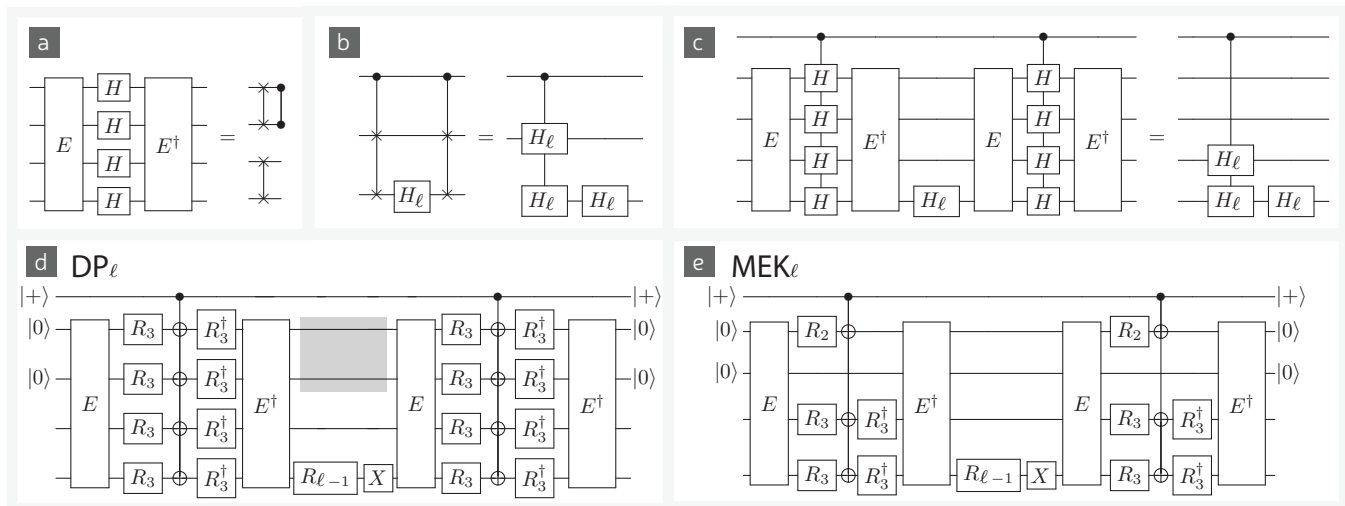 a
H
H
E H E† =
H
b
Hℓ
= Hℓ
Hℓ Hℓ
c
H H
H H
E E† E E† =
H H Hℓ
H Hℓ H Hℓ Hℓ
d DPℓ
|+⟩ |+⟩
|0⟩ R₃ R₃† R₃ R₃† |0⟩
|0⟩ R₃ R₃† R₃ R₃† |0⟩
E E† E E†
R₃ R₃† R₃ R₃†
R₃ R₃† Rℓ−1 X R₃ R₃†
e MEKℓ
|+⟩ |+⟩
|0⟩ R₂ R₂ |0⟩
|0⟩ |0⟩
E E† E E†
R₃ R₃† R₃ R₃†
R₃ R₃† Rℓ−1 X R₃ R₃†